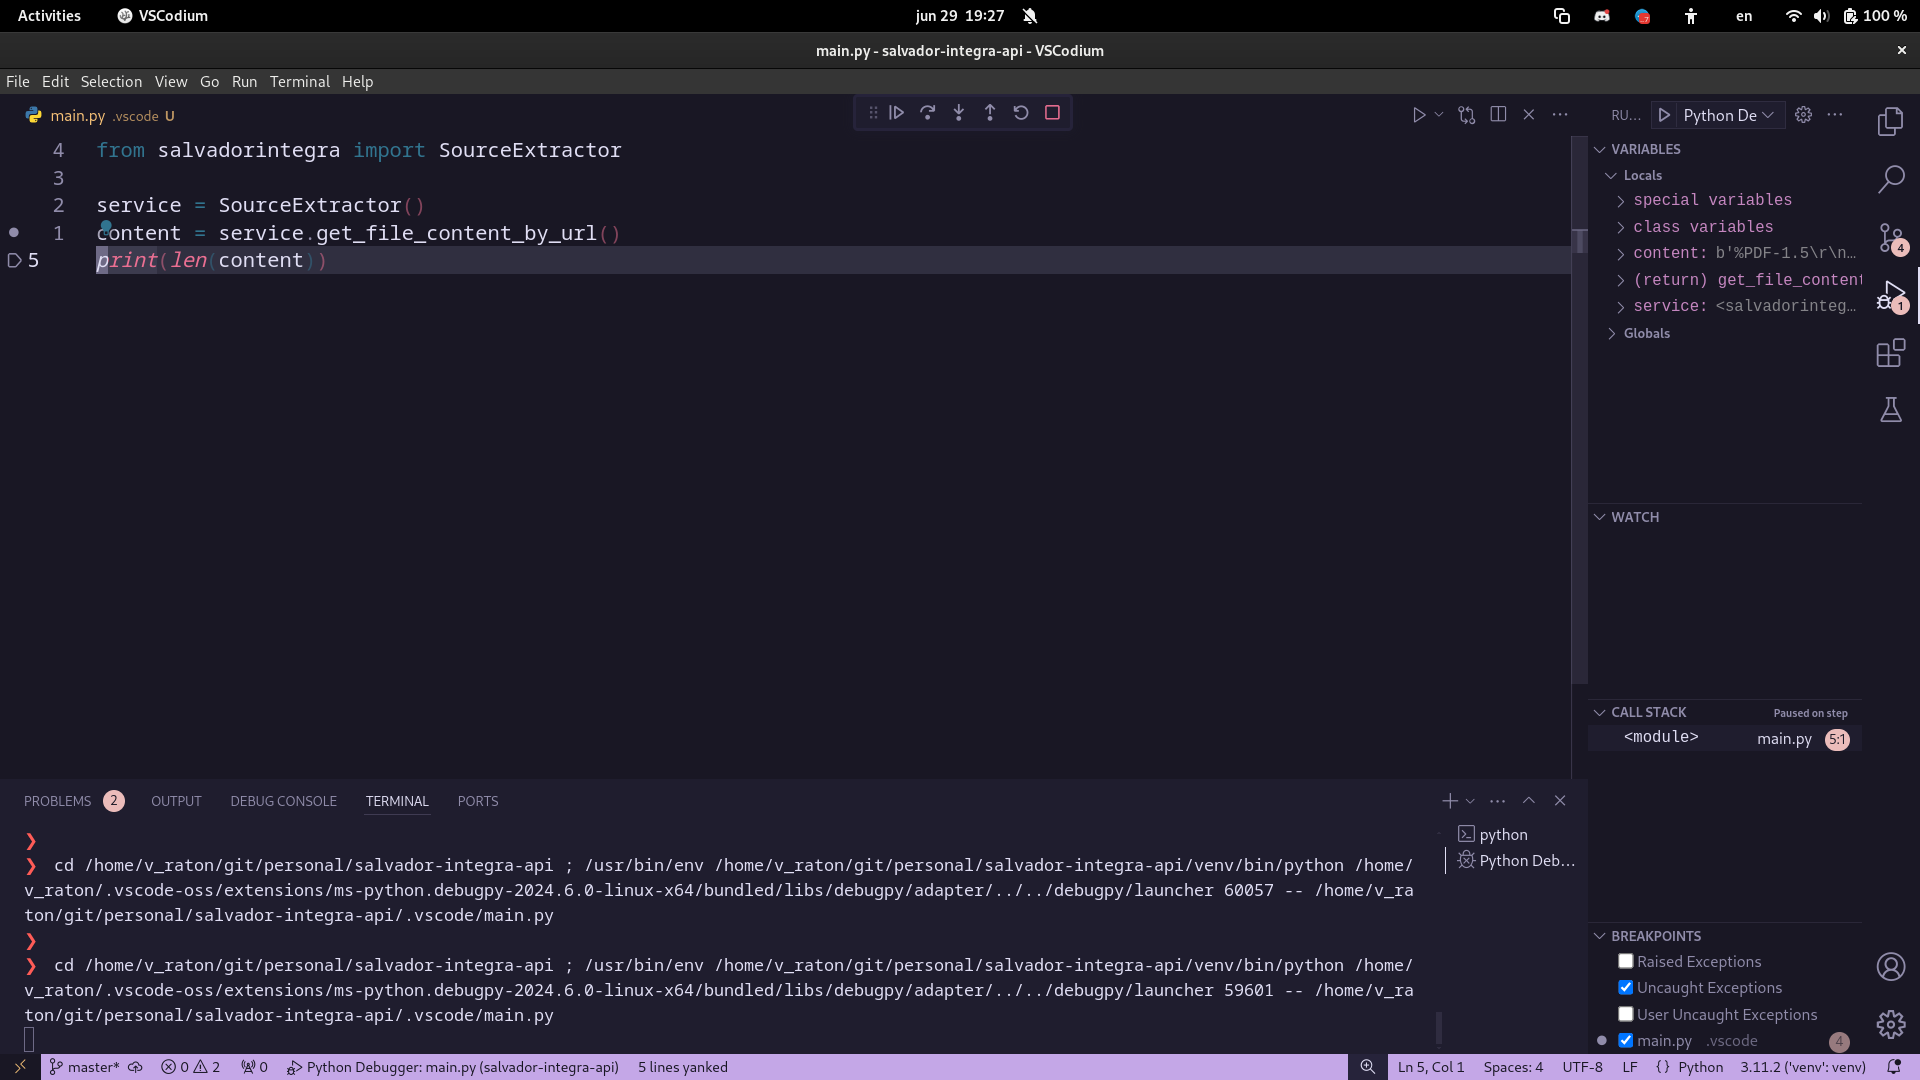 Activities VSCodium jun 29 19:27 en 100 %
main.py - salvador-integra-api - VSCodium
File Edit Selection View Go Run Terminal Help
main.py .vscode U
RU... Python De
4 from salvadorintegra import SourceExtractor
3
2 service = SourceExtractor()
1 content = service.get_file_content_by_url()
5 print(len(content))
VARIABLES
Locals
special variables
class variables
content: b'%PDF-1.5\r\n...
(return) get_file_content
service: <salvadorinteg...
Globals
4
1
WATCH
CALL STACK Paused on step
<module> main.py 5:1
PROBLEMS 2 OUTPUT DEBUG CONSOLE TERMINAL PORTS
❯
❯ cd /home/v_raton/git/personal/salvador-integra-api ; /usr/bin/env /home/v_raton/git/personal/salvador-integra-api/venv/bin/python /home/
v_raton/.vscode-oss/extensions/ms-python.debugpy-2024.6.0-linux-x64/bundled/libs/debugpy/adapter/../../debugpy/launcher 60057 -- /home/v_ra
ton/git/personal/salvador-integra-api/.vscode/main.py
❯
❯ cd /home/v_raton/git/personal/salvador-integra-api ; /usr/bin/env /home/v_raton/git/personal/salvador-integra-api/venv/bin/python /home/
v_raton/.vscode-oss/extensions/ms-python.debugpy-2024.6.0-linux-x64/bundled/libs/debugpy/adapter/../../debugpy/launcher 59601 -- /home/v_ra
ton/git/personal/salvador-integra-api/.vscode/main.py
python
Python Deb...
BREAKPOINTS
Raised Exceptions
Uncaught Exceptions
User Uncaught Exceptions
main.py .vscode 4
master* 0 2 0 Python Debugger: main.py (salvador-integra-api) 5 lines yanked Ln 5, Col 1 Spaces: 4 UTF-8 LF { } Python 3.11.2 ('venv': venv)